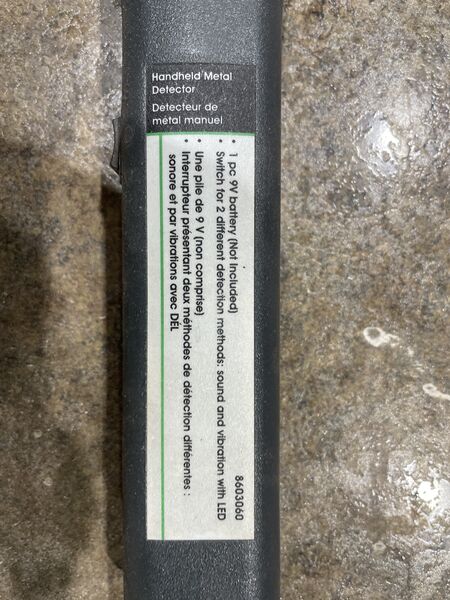 Handheld Metal
Detector
Détecteur de
métal manuel
• 1 pc 9V battery (Not Included)
• Switch for 2 different detection methods: sound and vibration with LED
• Une pile de 9 V (non comprise)
• Interrupteur présentant deux méthodes de détection différentes :
sonore et par vibrations avec DÉL
8603060